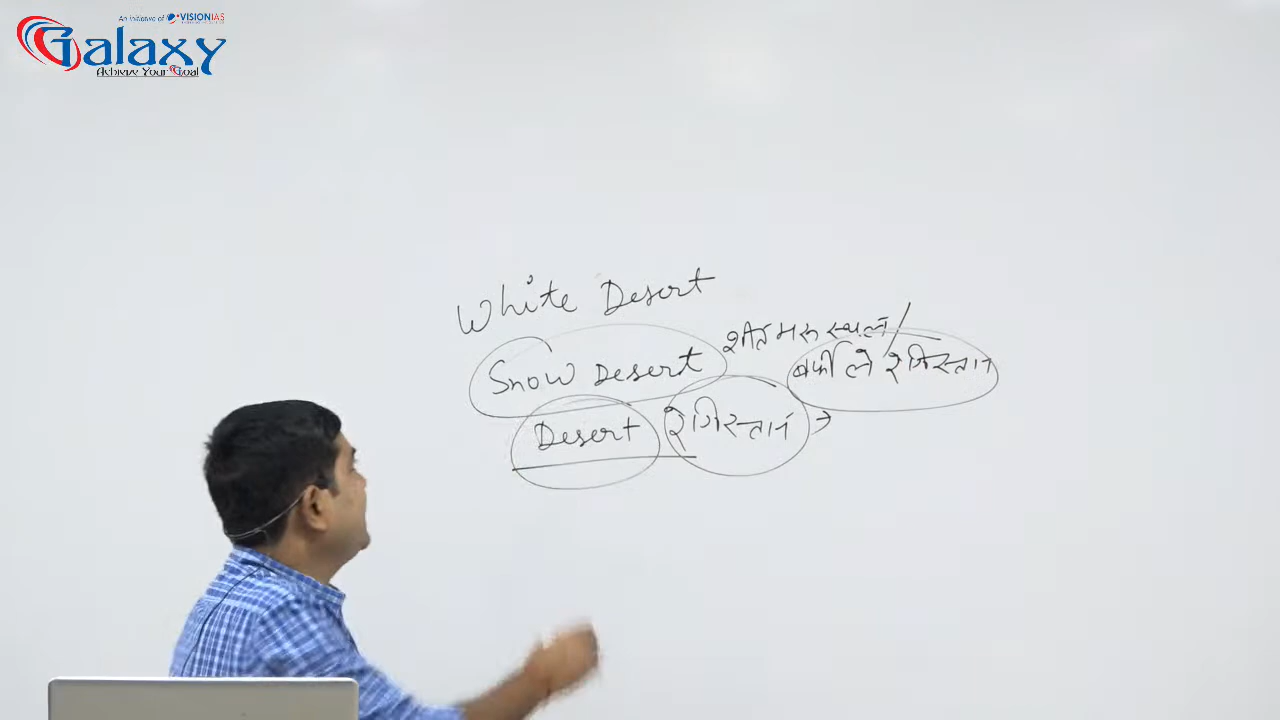 An initiative of VISIONIAS
Galaxy
Achieve Your Goal
White Desert
Snow Desert शीत मरुस्थल /
बर्फीले रेगिस्तान
Desert रेगिस्तान →